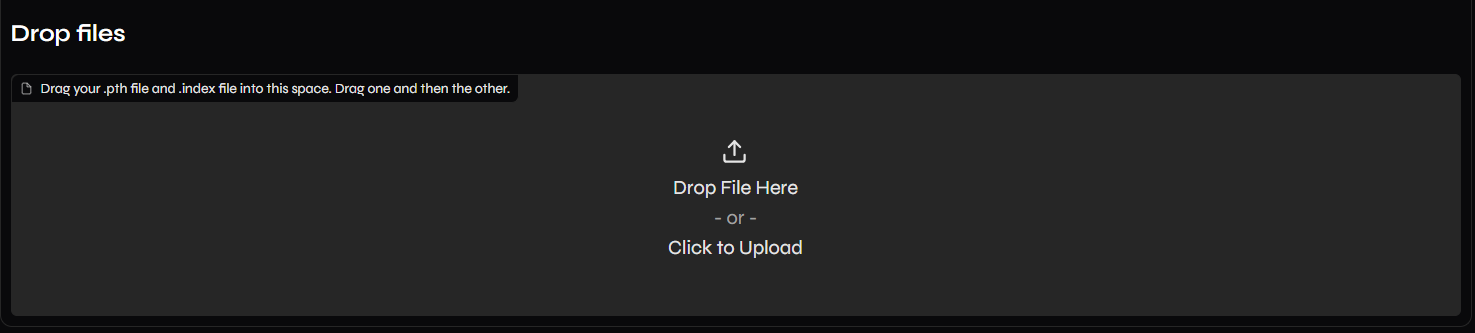 Drop files
Drag your .pth file and .index file into this space. Drag one and then the other.
Drop File Here
- or -
Click to Upload